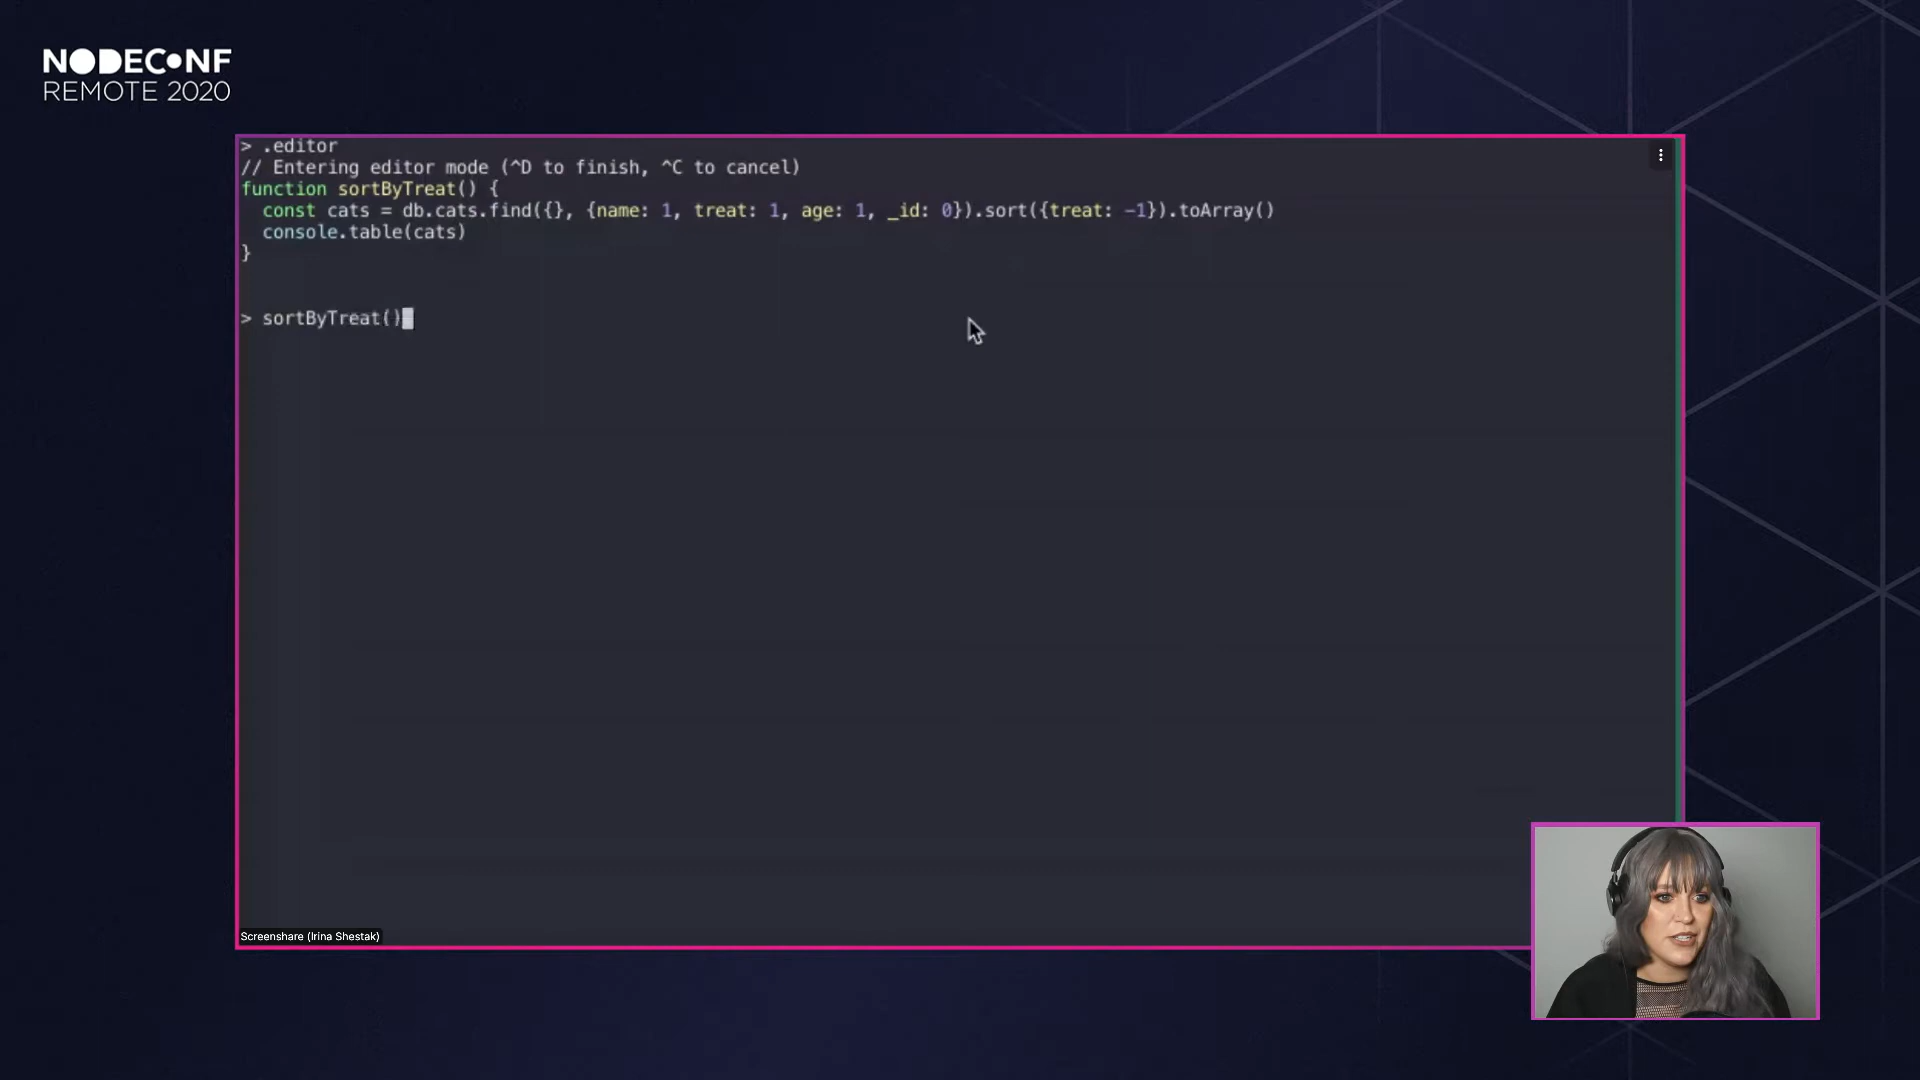 NODECONF
REMOTE 2020
> .editor
// Entering editor mode (^D to finish, ^C to cancel)
function sortByTreat() {
  const cats = db.cats.find({}, {name: 1, treat: 1, age: 1, _id: 0}).sort({treat: -1}).toArray()
  console.table(cats)
}
> sortByTreat()
Screenshare (Irina Shestak)